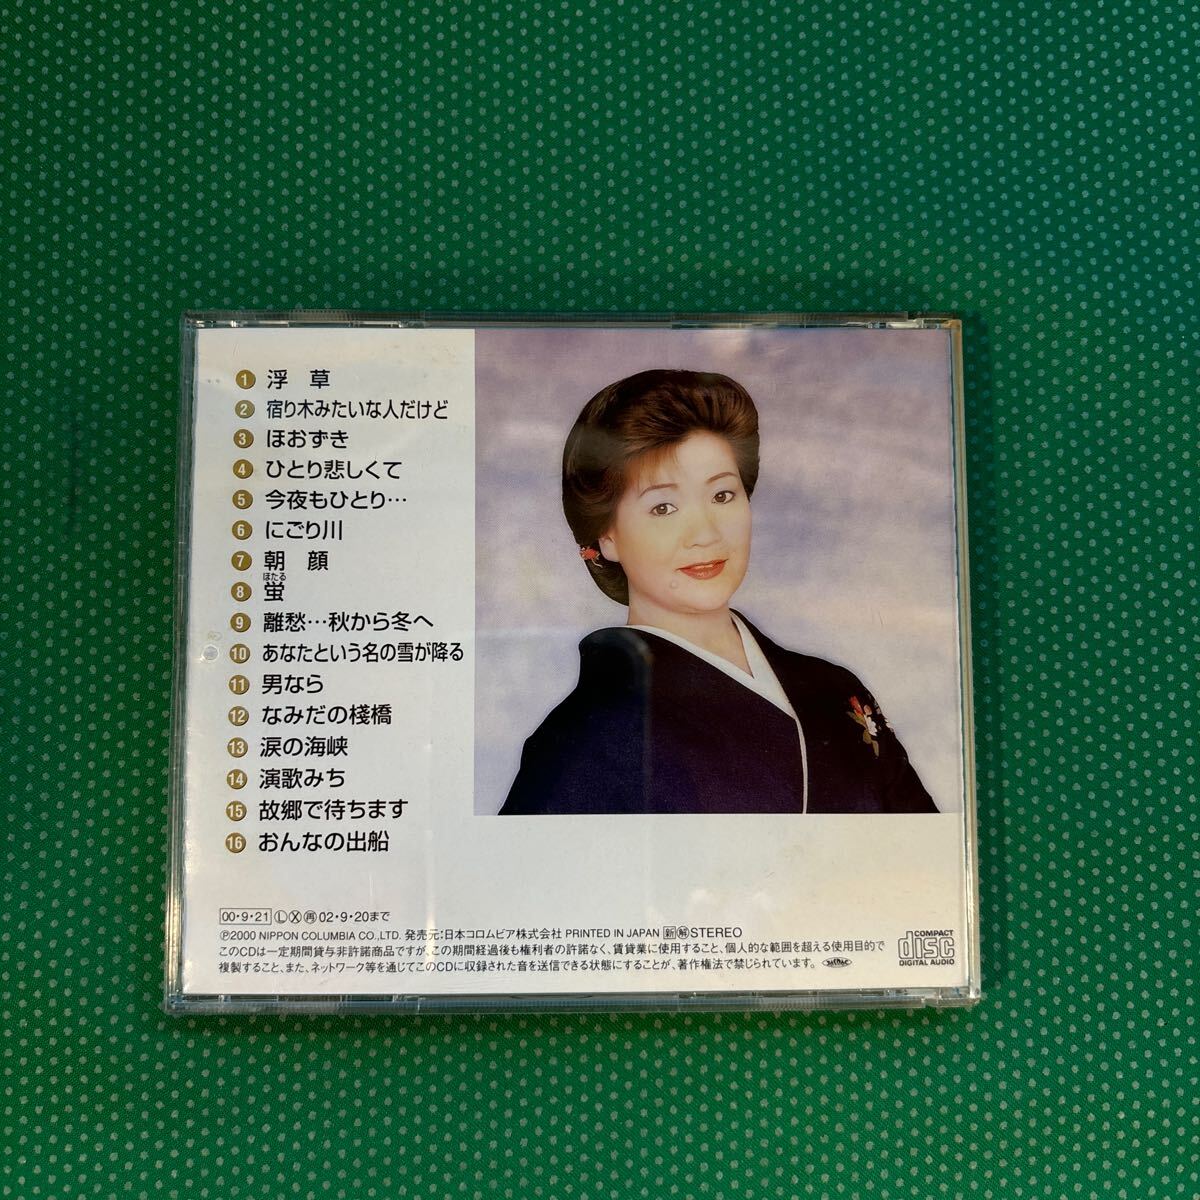 1 浮草
2 宿り木みたいな人だけど
3 ほおずき
4 ひとり悲しくて
5 今夜もひとり…
6 にごり川
7 朝顔
ほたる
8 蛍
9 離愁…秋から冬へ
10 あなたという名の雪が降る
11 男なら
12 なみだの棧橋
13 涙の海峡
14 演歌みち
15 故郷で待ちます
16 おんなの出船
00・9・21 Ⓛ Ⓧ 再 02・9・20まで
℗2000 NIPPON COLUMBIA CO.,LTD. 発売元:日本コロムビア株式会社 PRINTED IN JAPAN 新 解 STEREO
このCDは一定期間貸与非許諾商品ですが、この期間経過後も権利者の許諾なく、賃貸業に使用すること、個人的な範囲を超える使用目的で
複製すること、また、ネットワーク等を通じてこのCDに収録された音を送信できる状態にすることが、著作権法で禁じられています。
COMPACT
disc
DIGITAL AUDIO